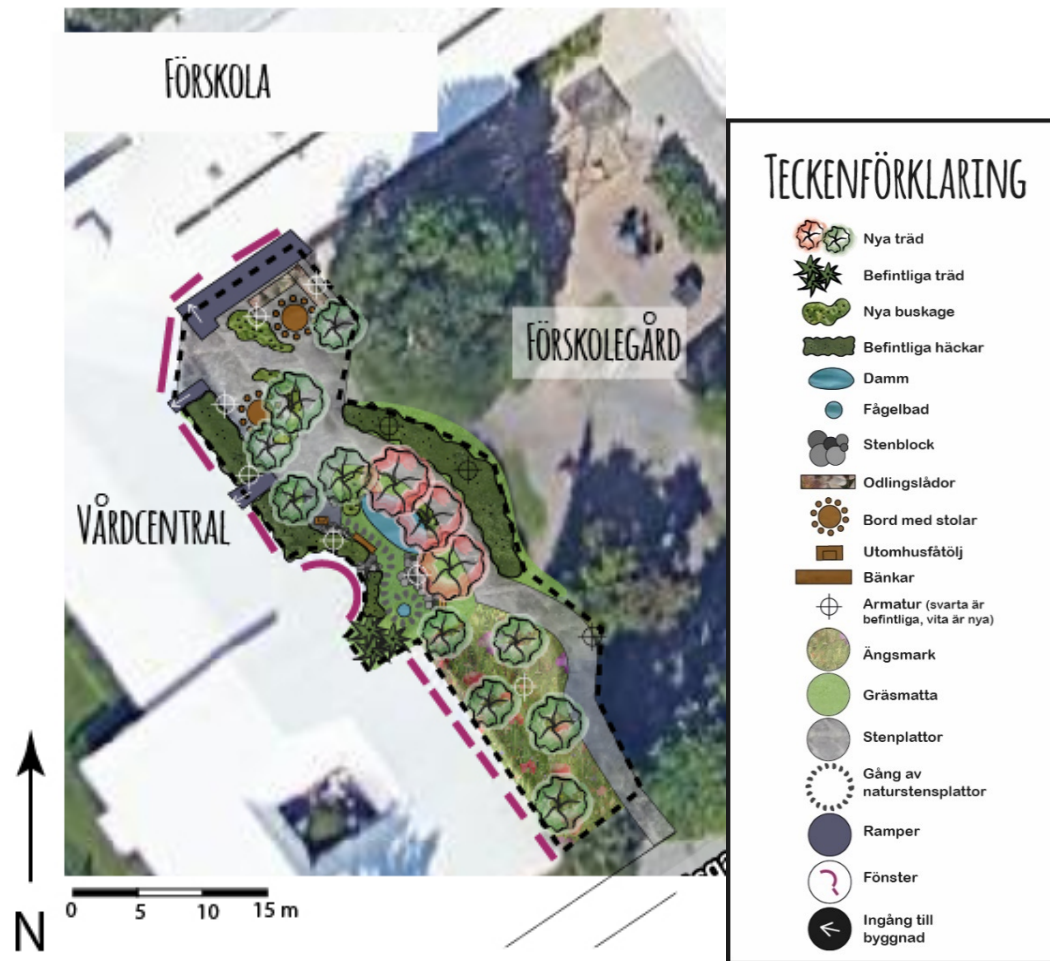 FÖRSKOLA
FÖRSKOLEGÅRD
VÅRDCENTRAL
N
0 5 10 15 m
TECKENFÖRKLARING
Nya träd
Befintliga träd
Nya buskage
Befintliga häckar
Damm
Fågelbad
Stenblock
Odlingslådor
Bord med stolar
Utomhusfåtölj
Bänkar
Armatur (svarta är
befintliga, vita är nya)
Ängsmark
Gräsmatta
Stenplattor
Gång av
naturstensplattor
Ramper
Fönster
Ingång till
byggnad